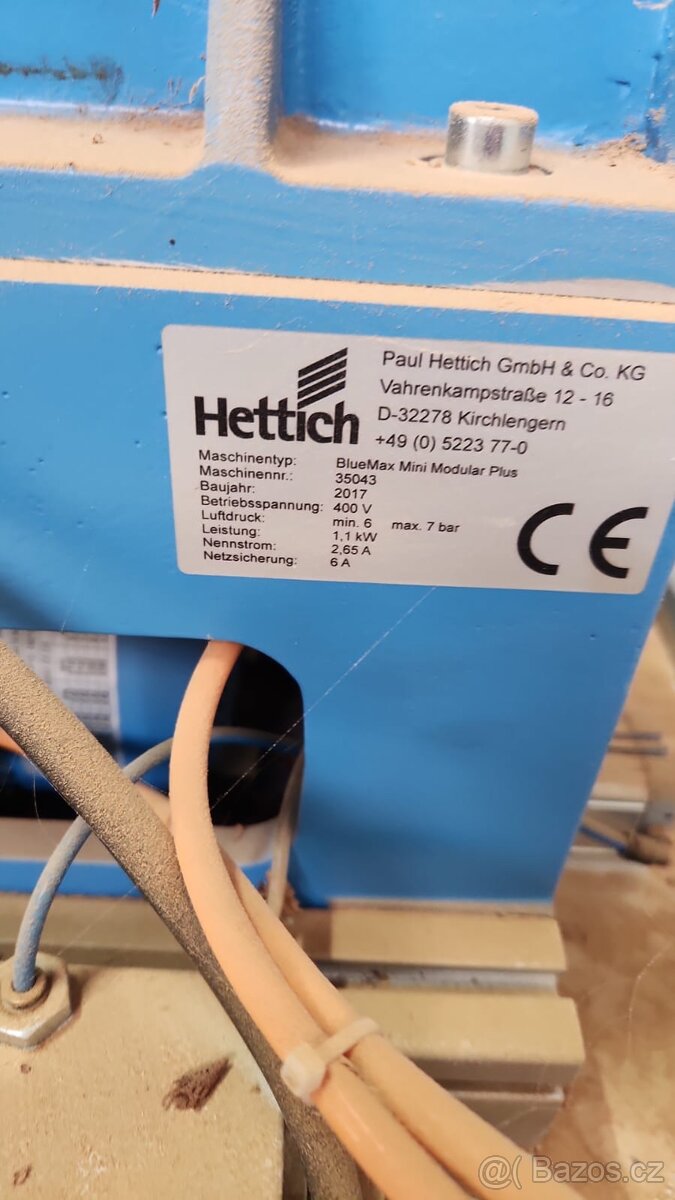 Hettich
Paul Hettich GmbH & Co. KG
Vahrenkampstraße 12 - 16
D-32278 Kirchlengern
+49 (0) 5223 77-0
Maschinentyp: BlueMax Mini Modular Plus
Maschinennr.: 35043
Baujahr: 2017
Betriebsspannung: 400 V
Luftdruck: min. 6 max. 7 bar
Leistung: 1,1 kW
Nennstrom: 2,65 A
Netzsicherung: 6 A
CE
@Bazos.cz